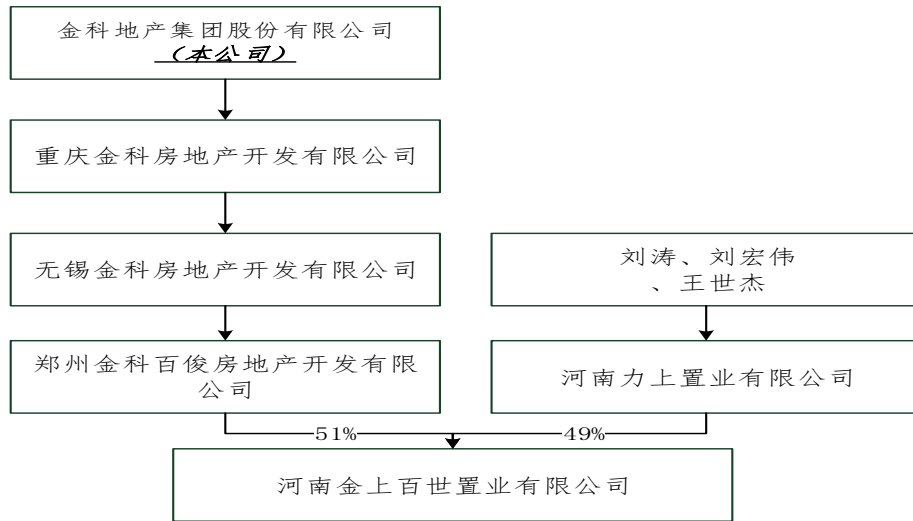 金科地产集团股份有限公司
（本公司）
重庆金科房地产开发有限公司
无锡金科房地产开发有限公司
刘涛、刘宏伟
、王世杰
郑州金科百俊房地产开发有限
公司
河南力上置业有限公司
51%
49%
河南金上百世置业有限公司